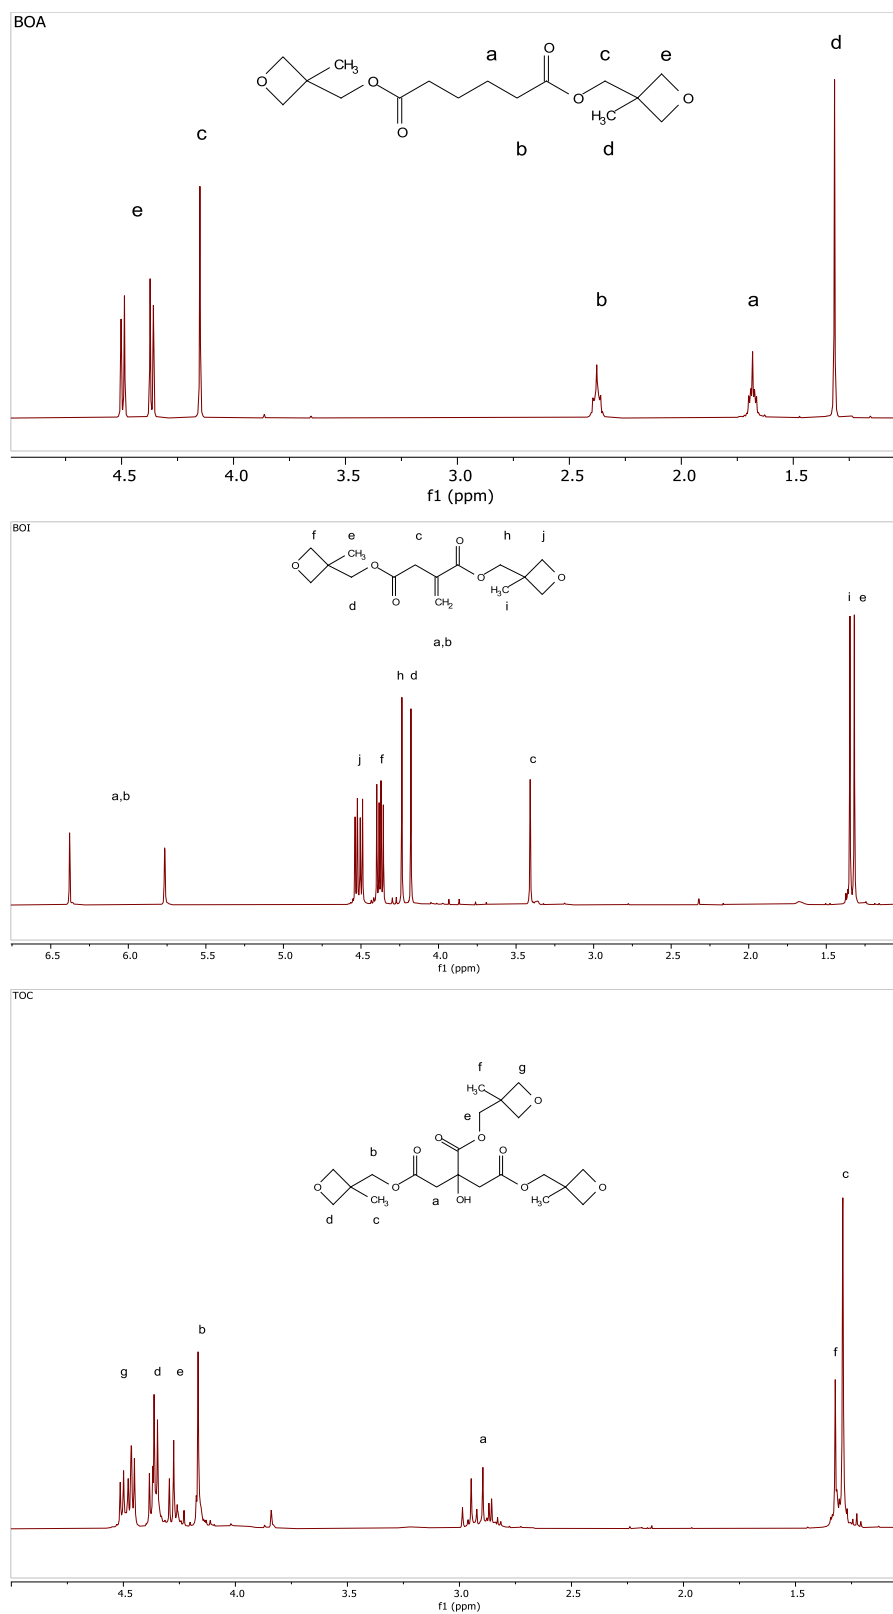 BOA
a c e d
O CH3 O O
O
O O
O H3C
b d
c
e
b a
4.5 4.0 3.5 3.0 2.5 2.0 1.5
f1 (ppm)
BOI
f e c h j
O CH3 O O
O O O
O CH2 H3C
d i
i e
a,b
h d
j f c
a,b
6.5 6.0 5.5 5.0 4.5 4.0 3.5 3.0 2.5 2.0 1.5
f1 (ppm)
TOC
f g
H3C
O
e
O O
b
O O
O O O O
CH3 OH H3C
a
d c
c
b
g d e
f
a
4.5 4.0 3.5 3.0 2.5 2.0 1.5
f1 (ppm)